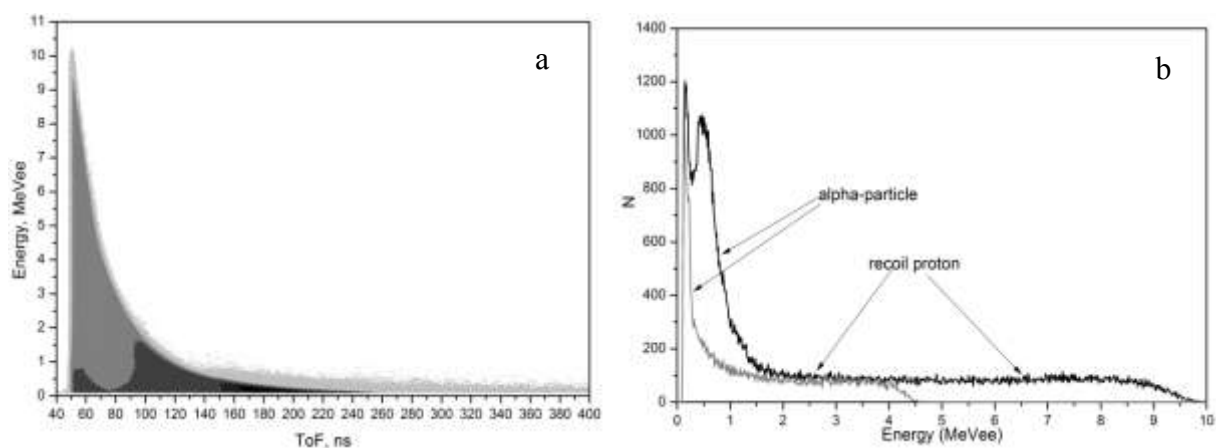 a
Energy, MeVee
11
10
9
8
7
6
5
4
3
2
1
0
40 60 80 100 120 140 160 180 200 220 240 260 280 300 320 340 360 380 400
ToF, ns
b
N
1400
1200
1000
800
600
400
200
0
alpha-particle
recoil proton
0 1 2 3 4 5 6 7 8 9 10
Energy (MeVee)